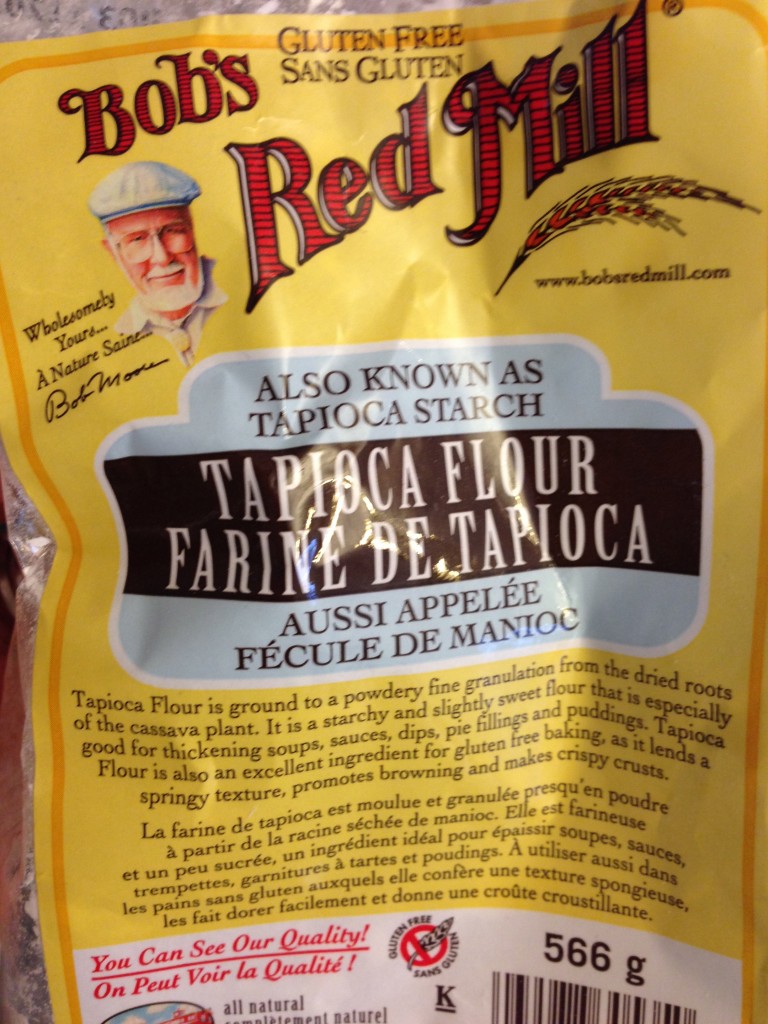 GLUTEN FREE
SANS GLUTEN
BOB'S
Red Mill®
www.bobsredmill.com
Wholesomely
Yours...
À Nature Saine...
Bob Moore
ALSO KNOWN AS
TAPIOCA STARCH
TAPIOCA FLOUR
FARINE DE TAPIOCA
AUSSI APPELÉE
FÉCULE DE MANIOC
Tapioca Flour is ground to a powdery fine granulation from the dried roots
of the cassava plant. It is a starchy and slightly sweet flour that is especially
good for thickening soups, sauces, dips, pie fillings and puddings. Tapioca
Flour is also an excellent ingredient for gluten free baking, as it lends a
springy texture, promotes browning and makes crispy crusts.
La farine de tapioca est moulue et granulée presqu'en poudre
à partir de la racine séchée de manioc. Elle est farineuse
et un peu sucrée, un ingrédient idéal pour épaissir soupes, sauces,
trempettes, garnitures à tartes et poudings. À utiliser aussi dans
les pains sans gluten auxquels elle confère une texture spongieuse,
les fait dorer facilement et donne une croûte croustillante.
You Can See Our Quality!
On Peut Voir la Qualité !
GLUTEN FREE
SANS GLUTEN
K
566 g
all natural
complètement naturel